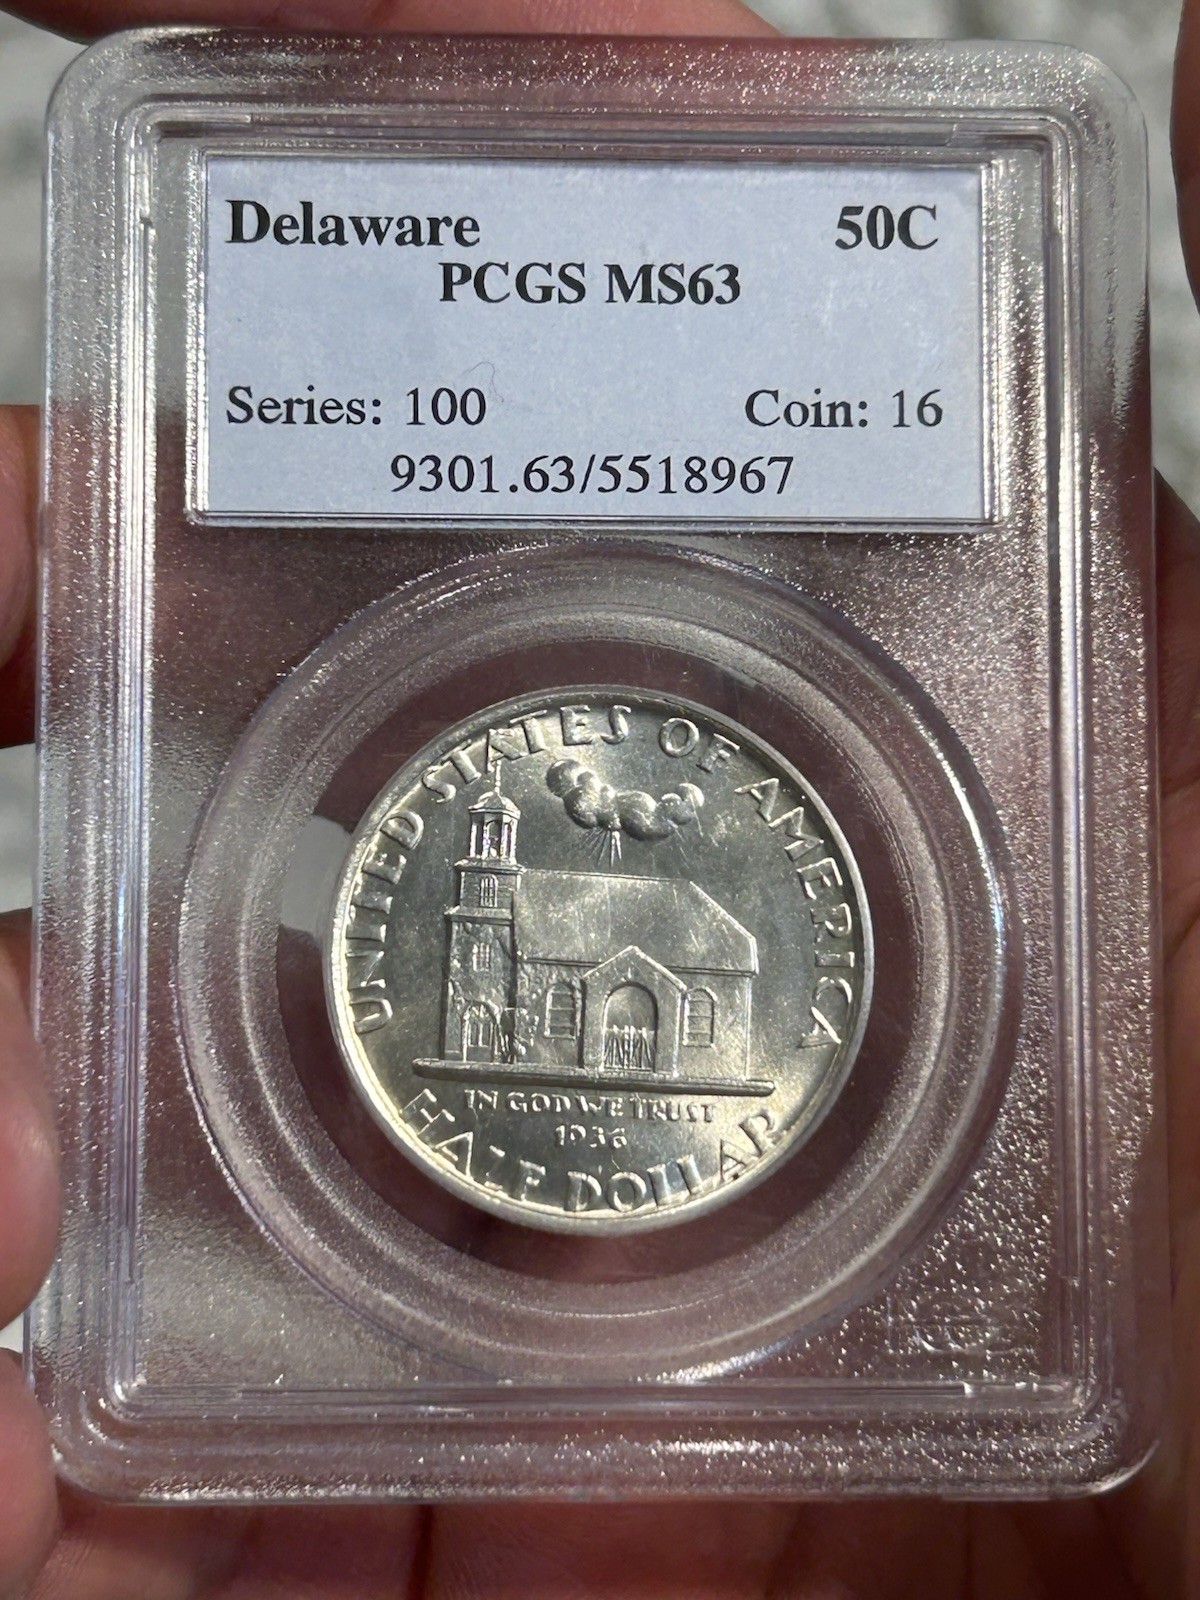 Delaware 50C
PCGS MS63
Series: 100 Coin: 16
9301.63/5518967
UNITED STATES OF AMERICA
IN GOD WE TRUST
1936
HALF DOLLAR